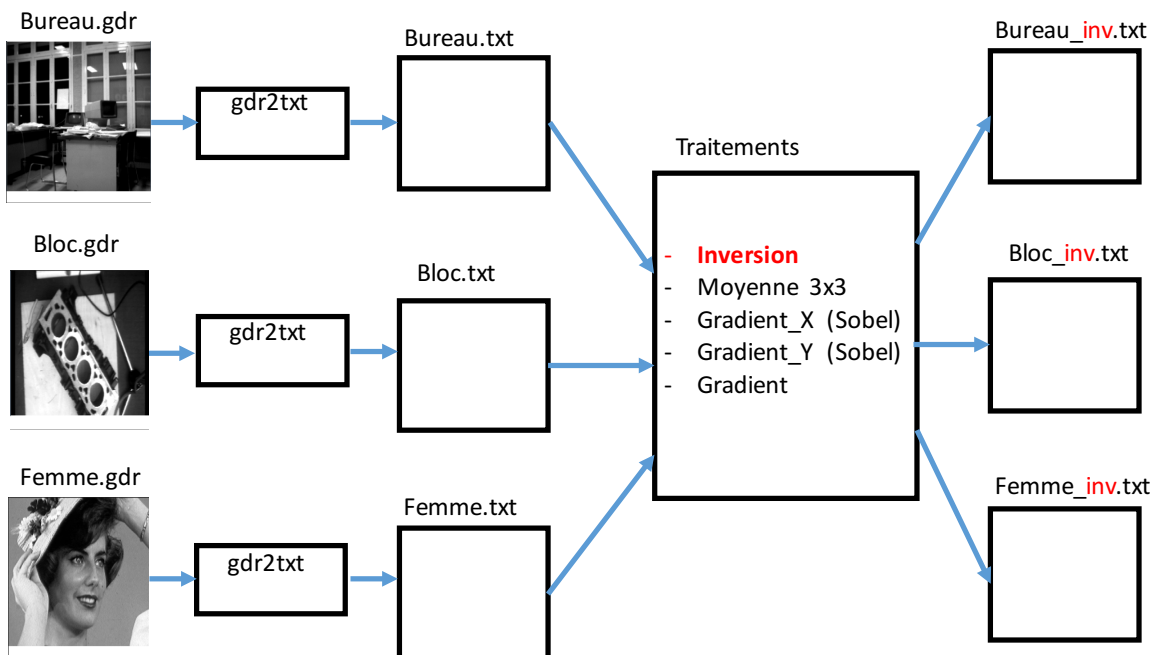 Bureau.gdr
gdr2txt
Bureau.txt
Bureau_inv.txt
Bloc.gdr
gdr2txt
Bloc.txt
Bloc_inv.txt
Femme.gdr
gdr2txt
Femme.txt
Femme_inv.txt
Traitements
- Inversion
- Moyenne 3x3
- Gradient_X (Sobel)
- Gradient_Y (Sobel)
- Gradient